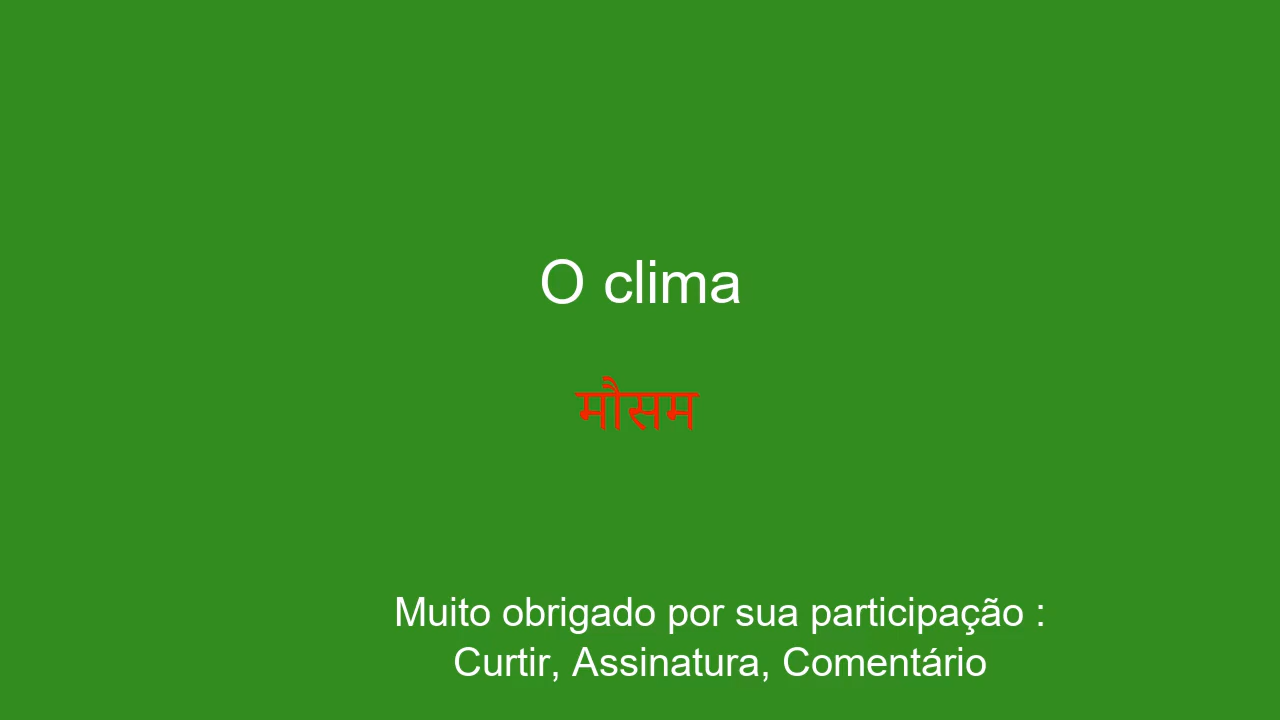 O clima
मौसम
Muito obrigado por sua participação :
Curtir, Assinatura, Comentário